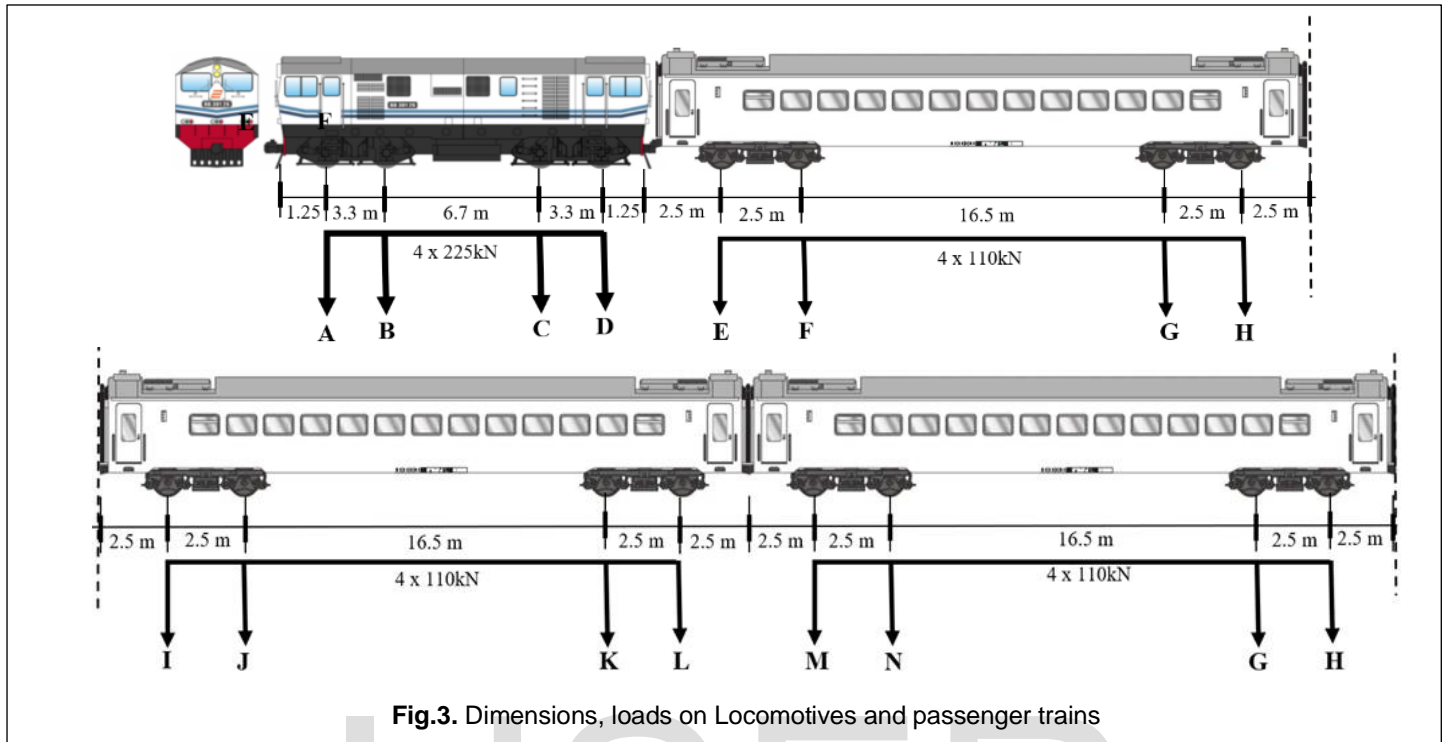 E F
1.25 3.3 m 6.7 m 3.3 m 1.25 2.5 m 2.5 m 16.5 m 2.5 m 2.5 m
4 x 225kN 4 x 110kN
A B C D E F G H
2.5 m 2.5 m 16.5 m 2.5 m 2.5 m 2.5 m 2.5 m 16.5 m 2.5 m 2.5 m
4 x 110kN 4 x 110kN
I J K L M N G H
Fig.3. Dimensions, loads on Locomotives and passenger trains